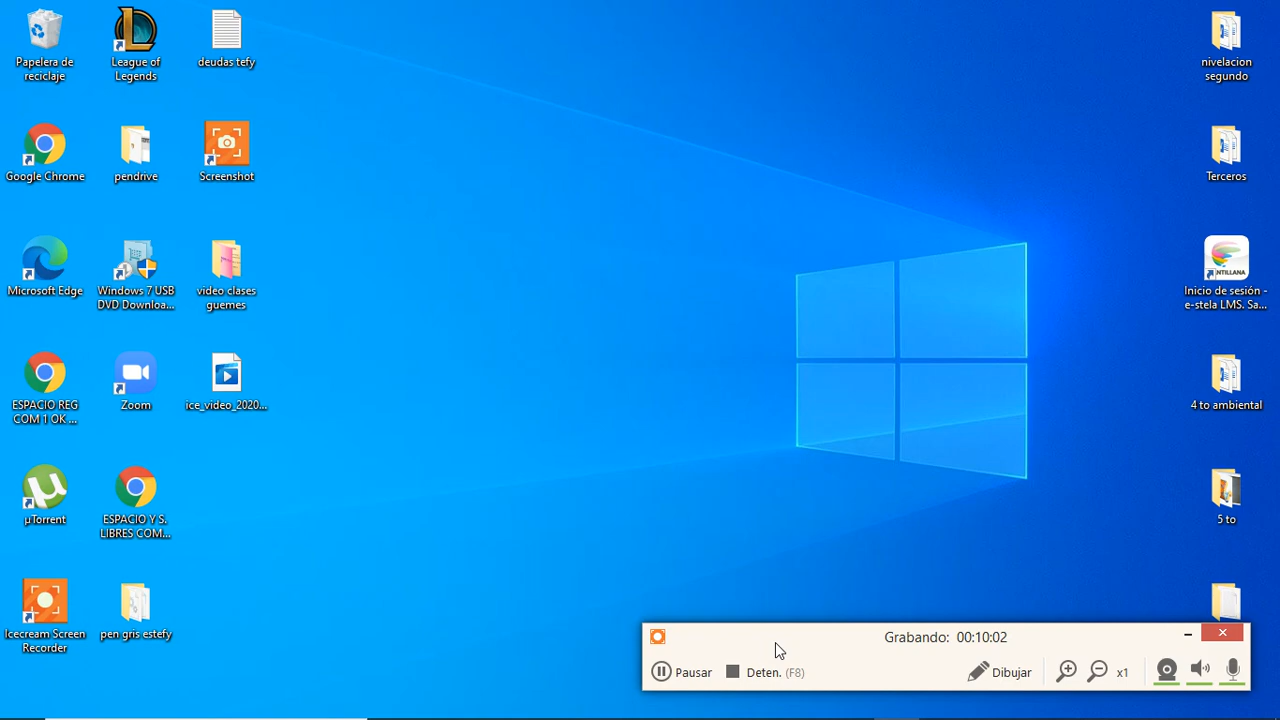 Papelera de
reciclaje
League of
Legends
deudas tefy
nivelacion
segundo
Google Chrome
pendrive
Screenshot
Terceros
Microsoft Edge
Windows 7 USB
DVD Downloa...
video clases
guemes
NTILLANA
Inicio de sesión -
e-stela LMS. Sa...
ESPACIO REG
COM 1 OK ...
Zoom
ice_video_2020...
4 to ambiental
µTorrent
ESPACIO Y S.
LIBRES COM...
5 to
Icecream Screen
Recorder
pen gris estefy
Grabando: 00:10:02
Pausar
Deten. (F8)
Dibujar
x1